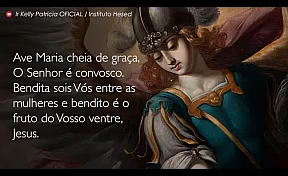 Ir Kelly Patrícia OFICIAL / Instituto Hesed
Ave Maria cheia de graça,
O Senhor é convosco.
Bendita sois Vós entre as
mulheres e bendito é o
fruto do Vosso ventre,
Jesus.